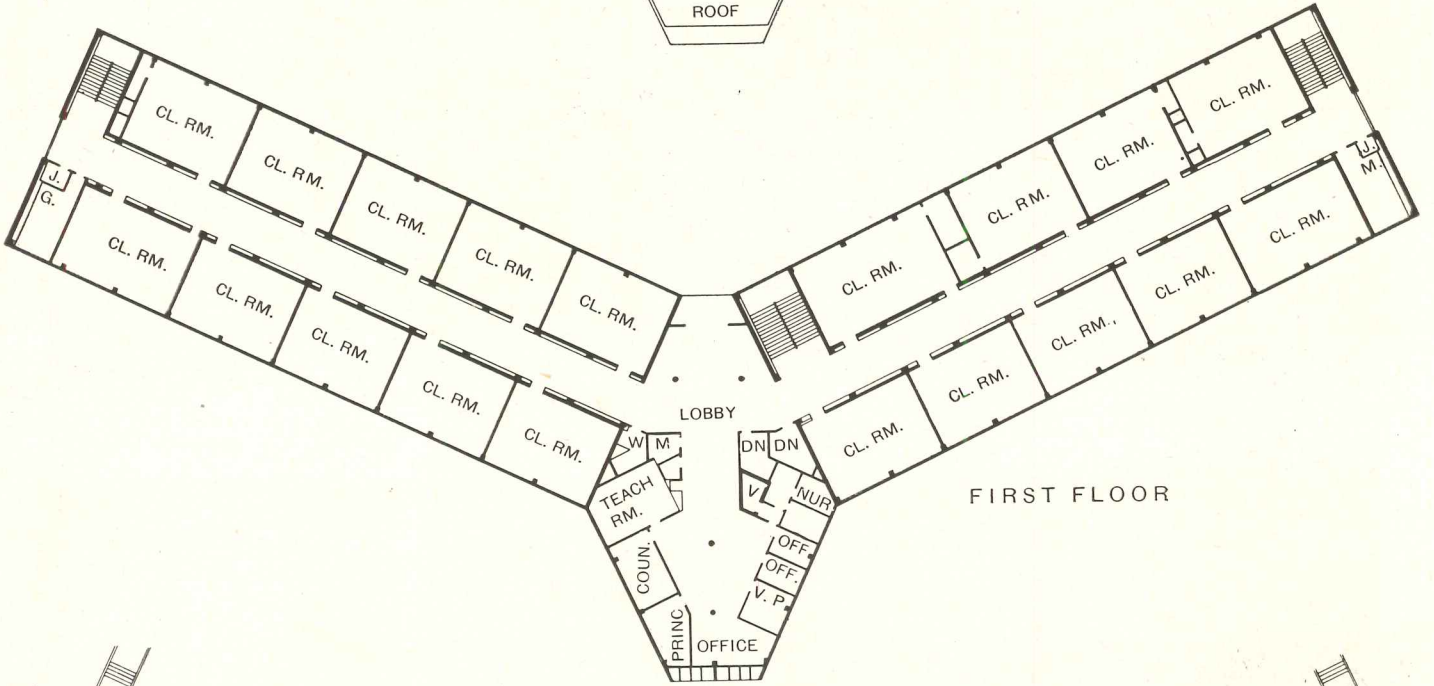 ROOF
CL. RM.
CL. RM.
CL. RM.
CL. RM.
CL. RM.
J.
G.
CL. RM.
CL. RM.
CL. RM.
CL. RM.
CL. RM.
CL. RM.
CL. RM.
CL. RM.
CL. RM.
J.
M.
CL. RM.
CL. RM.
CL. RM.,
CL. RM.
CL. RM.
LOBBY
W M
DN DN
TEACH
RM.
V
NUR
COUN.
OFF.
OFF.
V. P.
PRINC
OFFICE
FIRST FLOOR